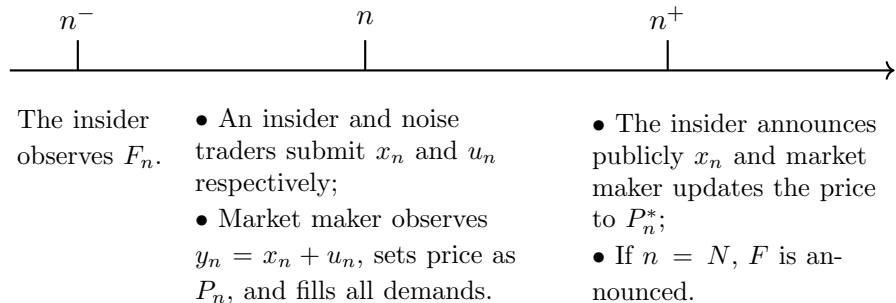 n⁻ n n⁺
The insider
observes Fₙ.
• An insider and noise
traders submit xₙ and uₙ
respectively;
• Market maker observes
yₙ = xₙ + uₙ, sets price as
Pₙ, and fills all demands.
• The insider announces
publicly xₙ and market
maker updates the price
to Pₙ*;
• If n = N, F is an-
nounced.